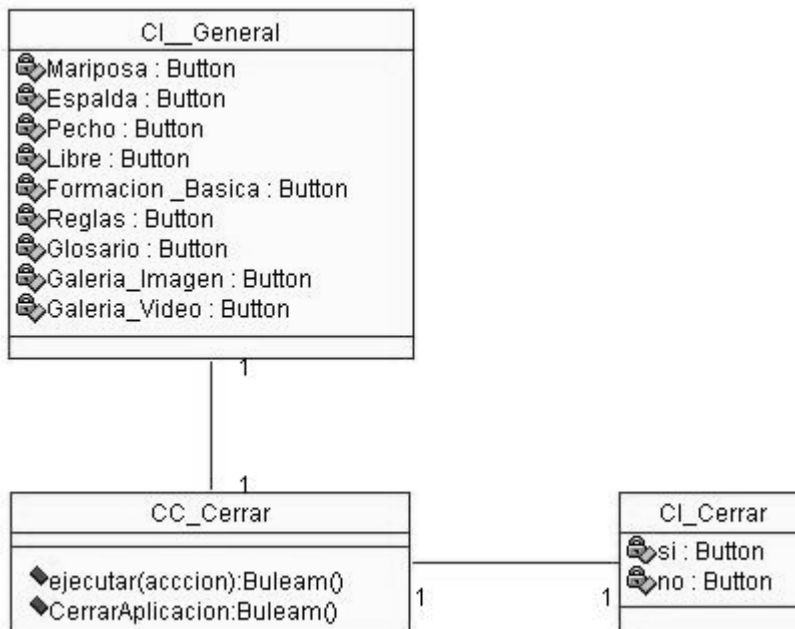 CI__General
Mariposa : Button
Espalda : Button
Pecho : Button
Libre : Button
Formacion _Basica : Button
Reglas : Button
Glosario : Button
Galeria_Imagen : Button
Galeria_Video : Button
1
1
CC_Cerrar
ejecutar(acccion):Buleam()
CerrarAplicacion:Buleam()
1
1
CI_Cerrar
si : Button
no : Button